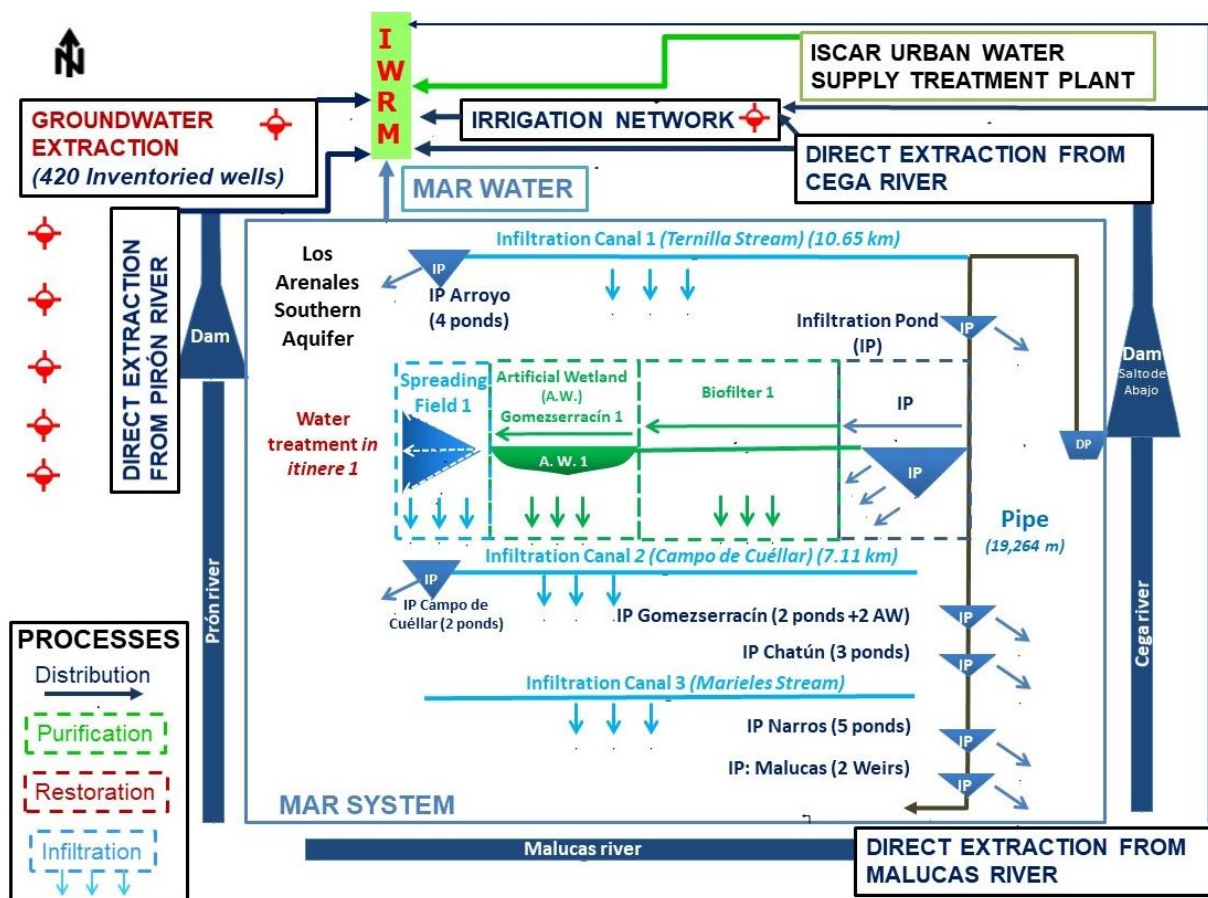 N
I
W
R
M
ISCAR URBAN WATER
SUPPLY TREATMENT PLANT
GROUNDWATER
EXTRACTION
(420 Inventoried wells)
IRRIGATION NETWORK
DIRECT EXTRACTION FROM
CEGA RIVER
MAR WATER
DIRECT EXTRACTION
FROM PIRÓN RIVER
Dam
Prón river
Los
Arenales
Southern
Aquifer
Infiltration Canal 1 (Ternilla Stream) (10.65 km)
IP
IP Arroyo
(4 ponds)
Infiltration Pond
(IP)
IP
Dam
Salto de
Abajo
DP
Cega river
Spreading
Field 1
Artificial Wetland
(A.W.)
Gomezserracín 1
Biofilter 1
IP
Water
treatment in
itinere 1
A. W. 1
IP
Pipe
(19,264 m)
Infiltration Canal 2 (Campo de Cuéllar) (7.11 km)
IP
IP Campo de
Cuéllar (2 ponds)
IP Gomezserracín (2 ponds +2 AW)
IP
IP Chatún (3 ponds)
IP
Infiltration Canal 3 (Marieles Stream)
IP Narros (5 ponds)
IP
IP: Malucas (2 Weirs)
IP
MAR SYSTEM
PROCESSES
Distribution
Purification
Restoration
Infiltration
Malucas river
DIRECT EXTRACTION FROM
MALUCAS RIVER